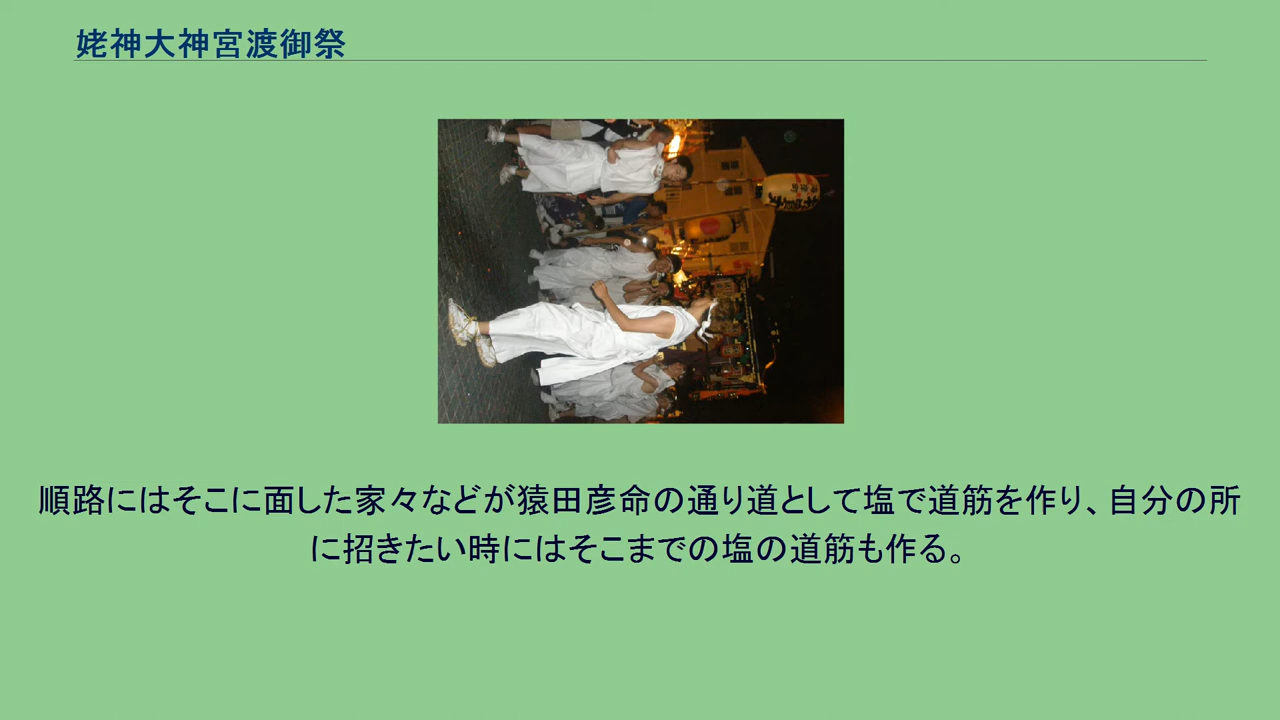 姥神大神宮渡御祭
順路にはそこに面した家々などが猿田彦命の通り道として塩で道筋を作り、自分の所
に招きたい時にはそこまでの塩の道筋も作る。